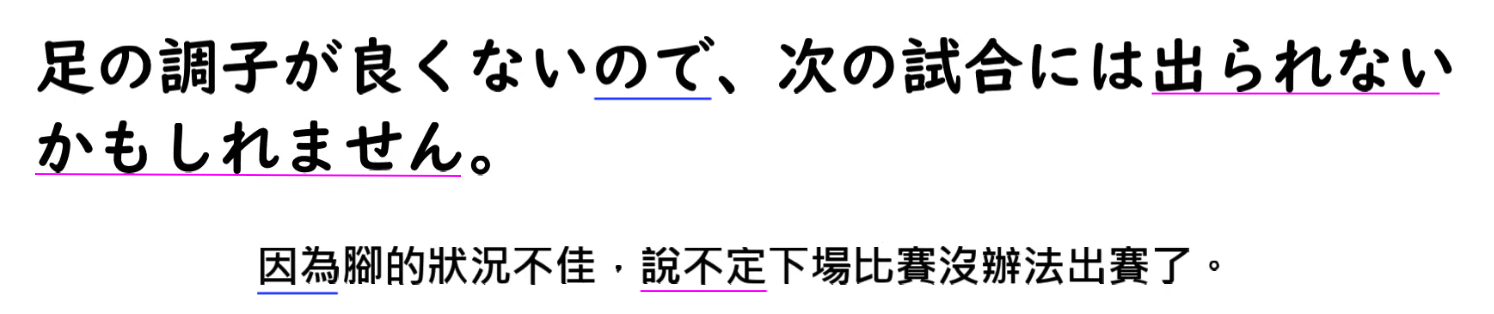 足の調子が良くないので、次の試合には出られない
かもしれません。
因為腳的狀況不佳，說不定下場比賽沒辦法出賽了。